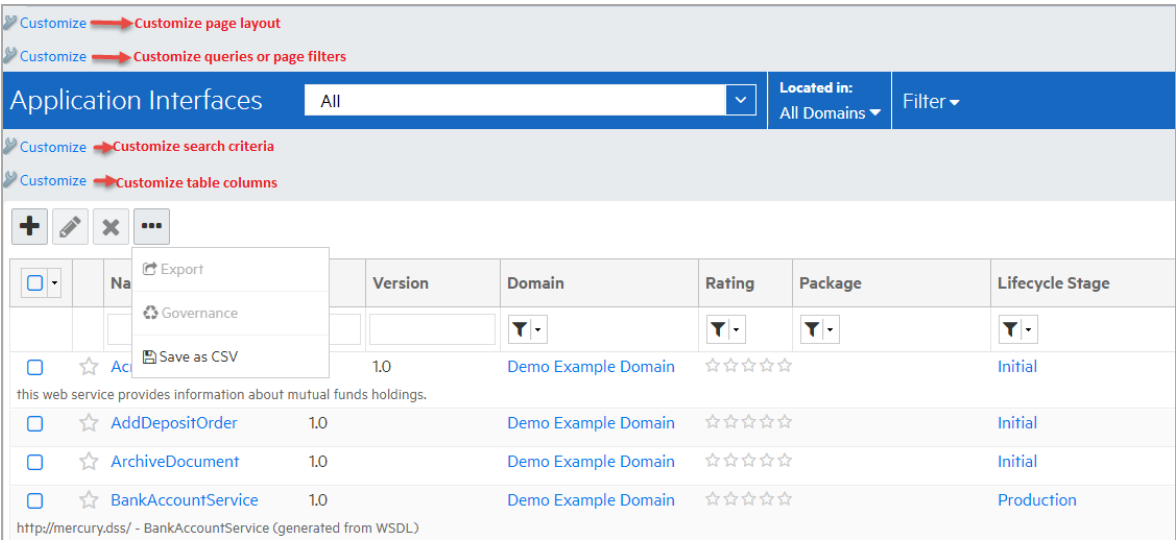 Customize Customize page layout
Customize Customize queries or page filters
Application Interfaces All Located in: All Domains Filter
Customize Customize search criteria
Customize Customize table columns
Export
Na Version Domain Rating Package Lifecycle Stage
Governance
Save as CSV
Ac 1.0 Demo Example Domain Initial
this web service provides information about mutual funds holdings.
AddDepositOrder 1.0 Demo Example Domain Initial
ArchiveDocument 1.0 Demo Example Domain Initial
BankAccountService 1.0 Demo Example Domain Production
http://mercury.dss/ - BankAccountService (generated from WSDL)